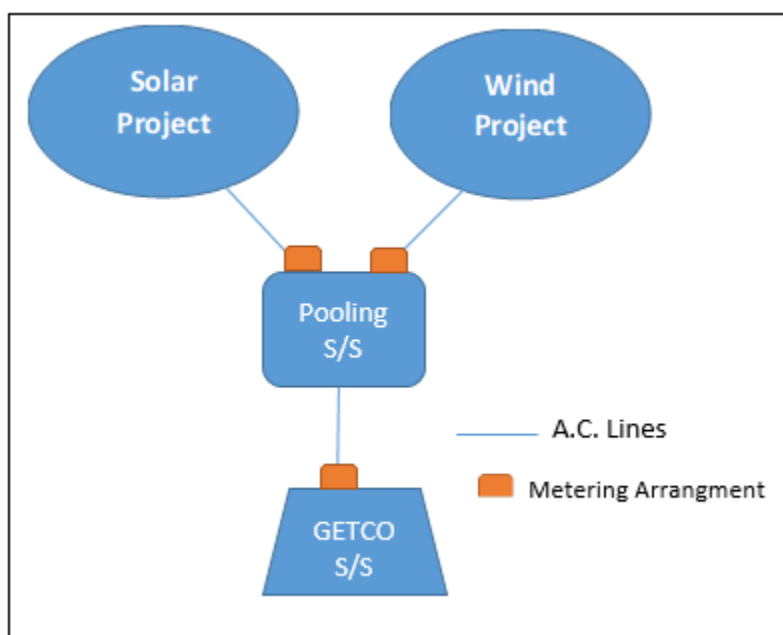 Solar
Project
Wind
Project
Pooling
S/S
A.C. Lines
Metering Arrangment
GETCO
S/S